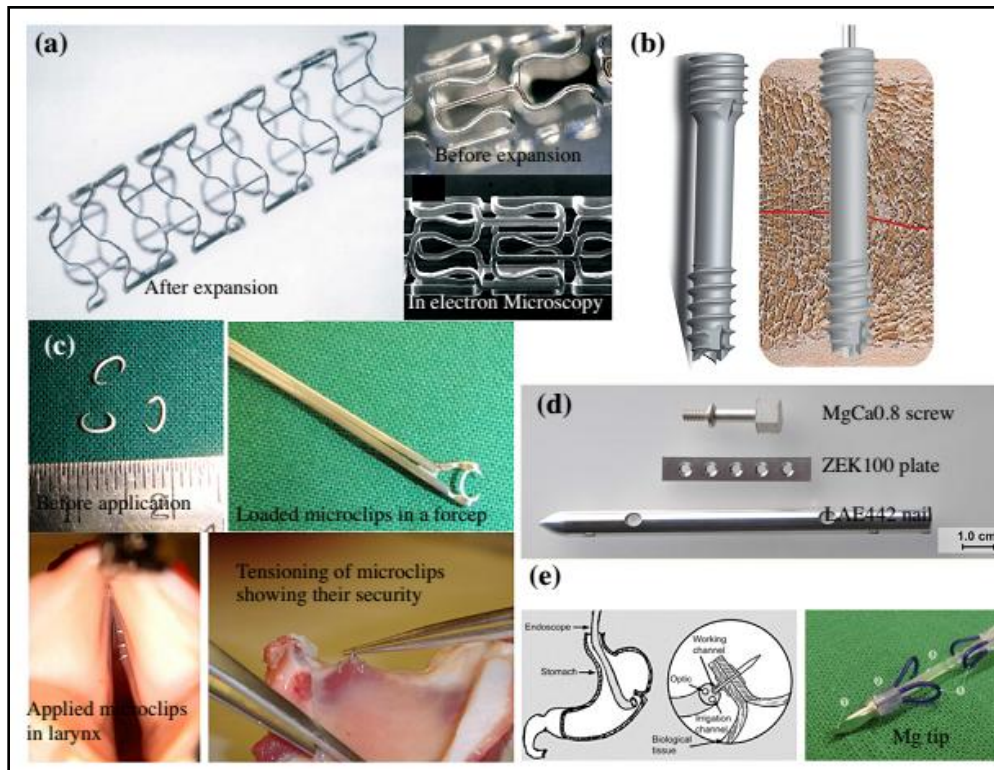 (a)
Before expansion
After expansion
In electron Microscopy
(b)
(c)
Before application
2
Loaded microclips in a forcep
Applied microclips
in larynx
Tensioning of microclips
showing their security
(d)
MgCa0.8 screw
ZEK100 plate
LAE442 nail
1.0 cm
(e)
Endoscope
Stomach
Working
channel
Optic
Irrigation
channel
Biological
tissue
Mg tip